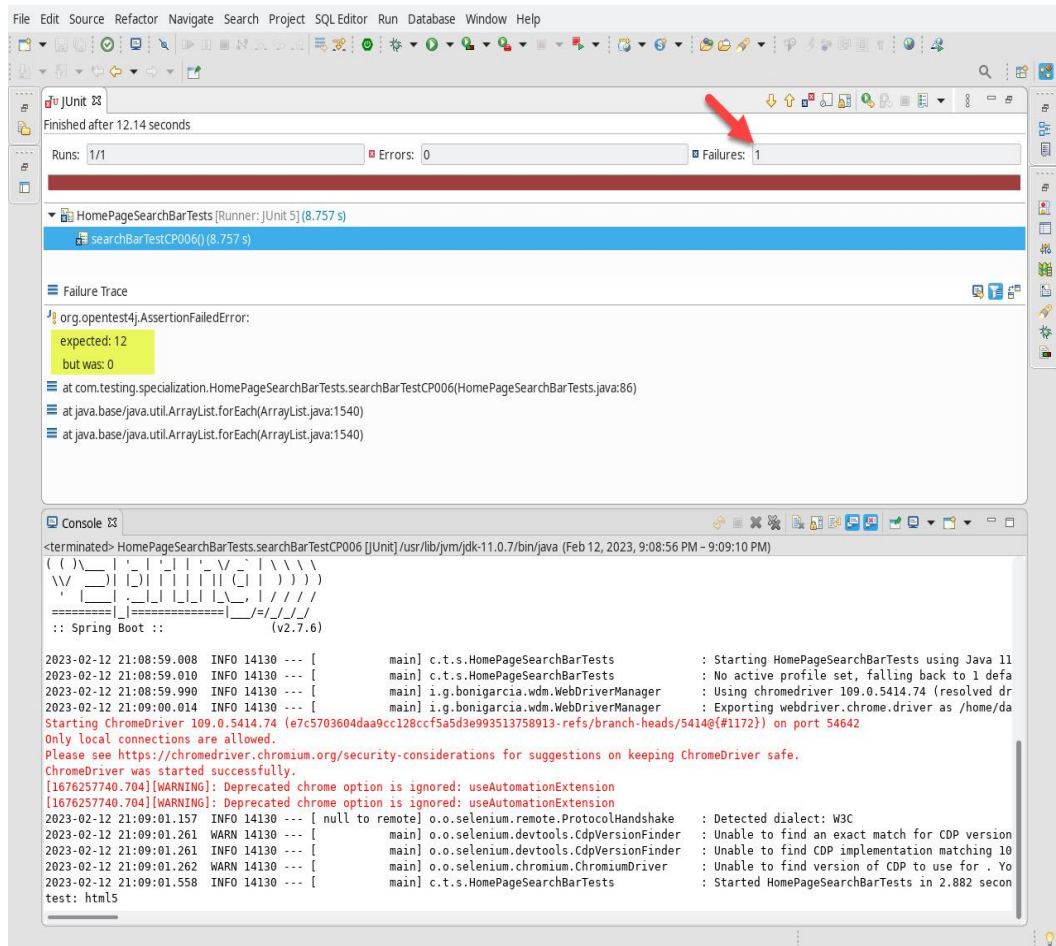 File Edit Source Refactor Navigate Search Project SQL Editor Run Database Window Help
JUnit
Finished after 12.14 seconds
Runs: 1/1 Errors: 0 Failures: 1
HomePageSearchBarTests [Runner: JUnit 5] (8.757 s)
searchBarTestCP006() (8.757 s)
Failure Trace
org.opentest4j.AssertionFailedError:
expected: 12
but was: 0
at com.testing.specialization.HomePageSearchBarTests.searchBarTestCP006(HomePageSearchBarTests.java:86)
at java.base/java.util.ArrayList.forEach(ArrayList.java:1540)
at java.base/java.util.ArrayList.forEach(ArrayList.java:1540)
Console
<terminated> HomePageSearchBarTests.searchBarTestCP006 [JUnit] /usr/lib/jvm/jdk-11.0.7/bin/java (Feb 12, 2023, 9:08:56 PM – 9:09:10 PM)
( ( )\___ | '_ | '_| | '_ \/ _` | \ \ \ \
 \\/  ___)| |_)| | | | | || (_| |  ) ) ) )
  '  |____| .__|_| |_|_| |_\__, | / / / /
 =========|_|==============|___/=/_/_/_/
 :: Spring Boot :: (v2.7.6)
2023-02-12 21:08:59.008 INFO 14130 --- [ main] c.t.s.HomePageSearchBarTests : Starting HomePageSearchBarTests using Java 11
2023-02-12 21:08:59.010 INFO 14130 --- [ main] c.t.s.HomePageSearchBarTests : No active profile set, falling back to 1 defa
2023-02-12 21:08:59.990 INFO 14130 --- [ main] i.g.bonigarcia.wdm.WebDriverManager : Using chromedriver 109.0.5414.74 (resolved dr
2023-02-12 21:09:00.014 INFO 14130 --- [ main] i.g.bonigarcia.wdm.WebDriverManager : Exporting webdriver.chrome.driver as /home/da
Starting ChromeDriver 109.0.5414.74 (e7c5703604daa9cc128ccf5a5d3e993513758913-refs/branch-heads/5414@{#1172}) on port 54642
Only local connections are allowed.
Please see https://chromedriver.chromium.org/security-considerations for suggestions on keeping ChromeDriver safe.
ChromeDriver was started successfully.
[1676257740.704][WARNING]: Deprecated chrome option is ignored: useAutomationExtension
[1676257740.704][WARNING]: Deprecated chrome option is ignored: useAutomationExtension
2023-02-12 21:09:01.157 INFO 14130 --- [ null to remote] o.o.selenium.remote.ProtocolHandshake : Detected dialect: W3C
2023-02-12 21:09:01.261 WARN 14130 --- [ main] o.o.selenium.devtools.CdpVersionFinder : Unable to find an exact match for CDP version
2023-02-12 21:09:01.261 INFO 14130 --- [ main] o.o.selenium.devtools.CdpVersionFinder : Unable to find CDP implementation matching 10
2023-02-12 21:09:01.262 WARN 14130 --- [ main] o.o.selenium.chromium.ChromiumDriver : Unable to find version of CDP to use for . Yo
2023-02-12 21:09:01.558 INFO 14130 --- [ main] c.t.s.HomePageSearchBarTests : Started HomePageSearchBarTests in 2.882 secon
test: html5